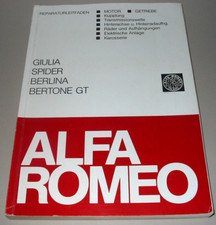 REPARATURLEITFADEN
MOTOR ■ GETRIEBE
Kupplung
Transmissionswelle
Hinterachse u. Hinterradaufhg.
Räder und Aufhängungen
Elektrische Anlage
Karosserie
GIULIA
SPIDER
BERLINA
BERTONE GT
ALFA
ROMEO